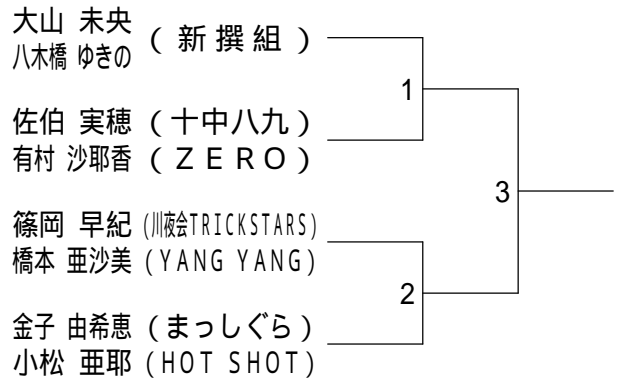 大山 未央
八木橋 ゆきの
(新撰組)
1
佐伯 実穂 (十中八九)
有村 沙耶香 (ZERO)
3
篠岡 早紀 (川夜会TRICKSTARS)
橋本 亜沙美 (YANG YANG)
2
金子 由希恵 (まっしぐら)
小松 亜耶 (HOT SHOT)